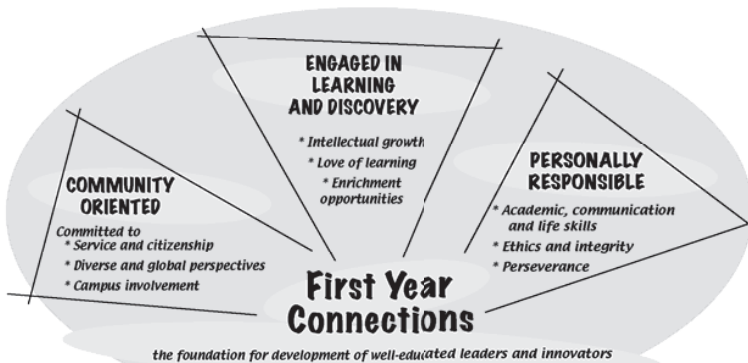 ENGAGED IN
LEARNING
AND DISCOVERY
* Intellectual growth
* Love of learning
* Enrichment
opportunities
COMMUNITY
ORIENTED
Committed to
* Service and citizenship
* Diverse and global perspectives
* Campus involvement
PERSONALLY
RESPONSIBLE
* Academic, communication
and life skills
* Ethics and integrity
* Perseverance
First Year
Connections
the foundation for development of well-educated leaders and innovators